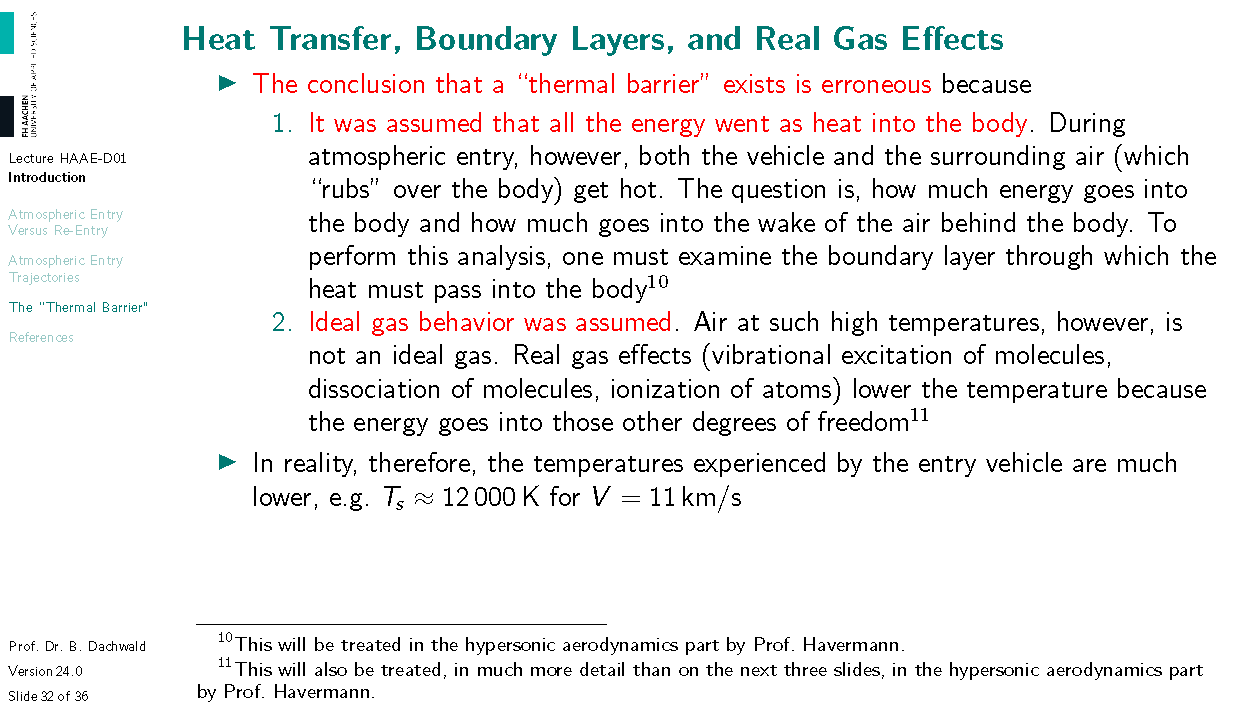 FH AACHEN
UNIVERSITY OF APPLIED SCIENCES
Lecture HAAE-D01
Introduction
Atmospheric Entry
Versus Re-Entry
Atmospheric Entry
Trajectories
The "Thermal Barrier"
References
Prof. Dr. B. Dachwald
Version 24.0
Slide 32 of 36
Heat Transfer, Boundary Layers, and Real Gas Effects
▶ The conclusion that a “thermal barrier” exists is erroneous because
1. It was assumed that all the energy went as heat into the body. During
atmospheric entry, however, both the vehicle and the surrounding air (which
“rubs” over the body) get hot. The question is, how much energy goes into
the body and how much goes into the wake of the air behind the body. To
perform this analysis, one must examine the boundary layer through which the
heat must pass into the body¹⁰
2. Ideal gas behavior was assumed. Air at such high temperatures, however, is
not an ideal gas. Real gas effects (vibrational excitation of molecules,
dissociation of molecules, ionization of atoms) lower the temperature because
the energy goes into those other degrees of freedom¹¹
▶ In reality, therefore, the temperatures experienced by the entry vehicle are much
lower, e.g. Tₛ ≈ 12 000 K for V = 11 km/s
¹⁰This will be treated in the hypersonic aerodynamics part by Prof. Havermann.
¹¹This will also be treated, in much more detail than on the next three slides, in the hypersonic aerodynamics part
by Prof. Havermann.